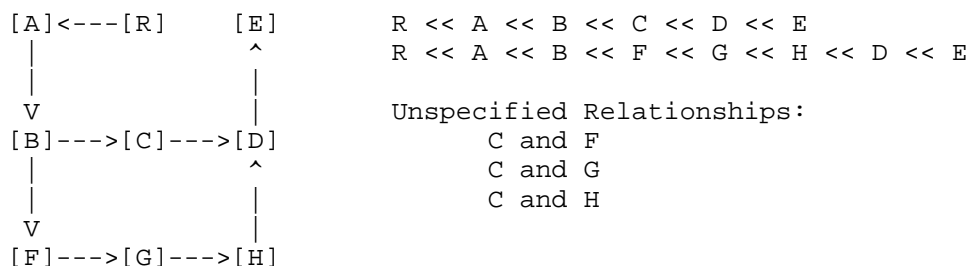 [A]<---[R]     [E]        R << A << B << C << D << E
 |              ^         R << A << B << F << G << H << D << E
 |              |
 V              |         Unspecified Relationships:
[B]--->[C]--->[D]               C and F
 |              ^               C and G
 |              |               C and H
 V              |
[F]--->[G]--->[H]